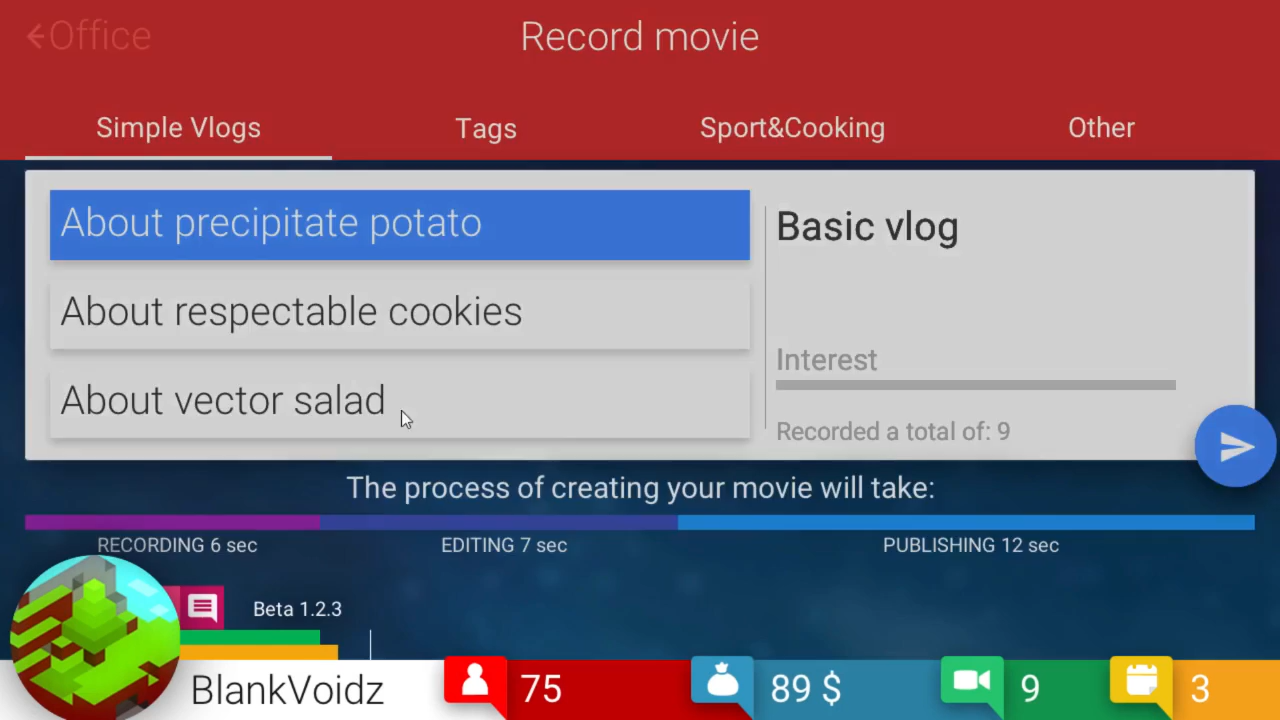 Office
Record movie
Simple Vlogs
Tags
Sport&Cooking
Other
About precipitate potato
About respectable cookies
About vector salad
Basic vlog
Interest
Recorded a total of: 9
The process of creating your movie will take:
RECORDING 6 sec
EDITING 7 sec
PUBLISHING 12 sec
Beta 1.2.3
BlankVoidz
75
89 $
9
3